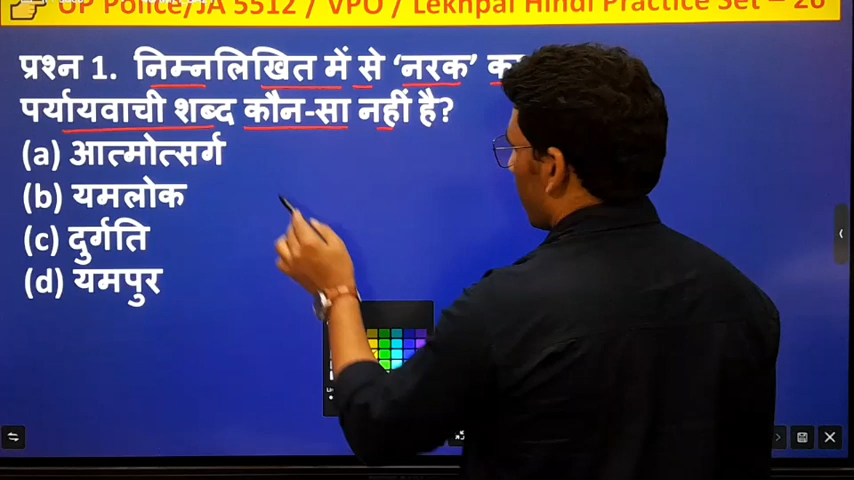 UP Police/JA 5512 / VPO / Lekhpal Hindi Practice Set – 26
प्रश्न 1. निम्नलिखित में से ‘नरक’ का
पर्यायवाची शब्द कौन-सा नहीं है?
(a) आत्मोत्सर्ग
(b) यमलोक
(c) दुर्गति
(d) यमपुर